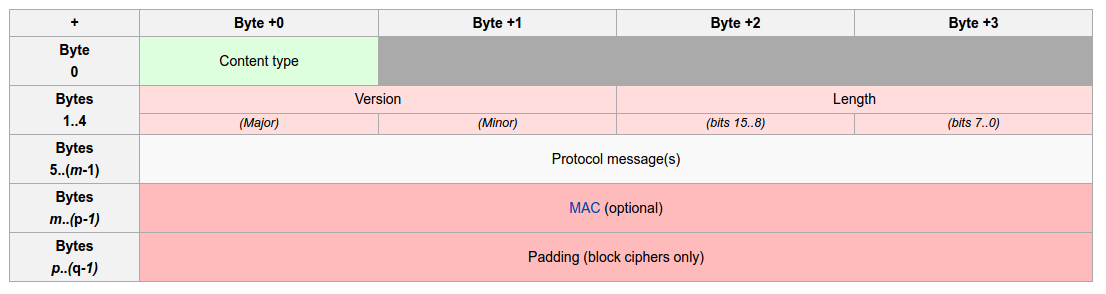 + Byte +0 Byte +1 Byte +2 Byte +3
Byte
0
Content type
Bytes
1..4
Version Length
(Major) (Minor) (bits 15..8) (bits 7..0)
Bytes
5..(m-1)
Protocol message(s)
Bytes
m..(p-1)
MAC (optional)
Bytes
p..(q-1)
Padding (block ciphers only)